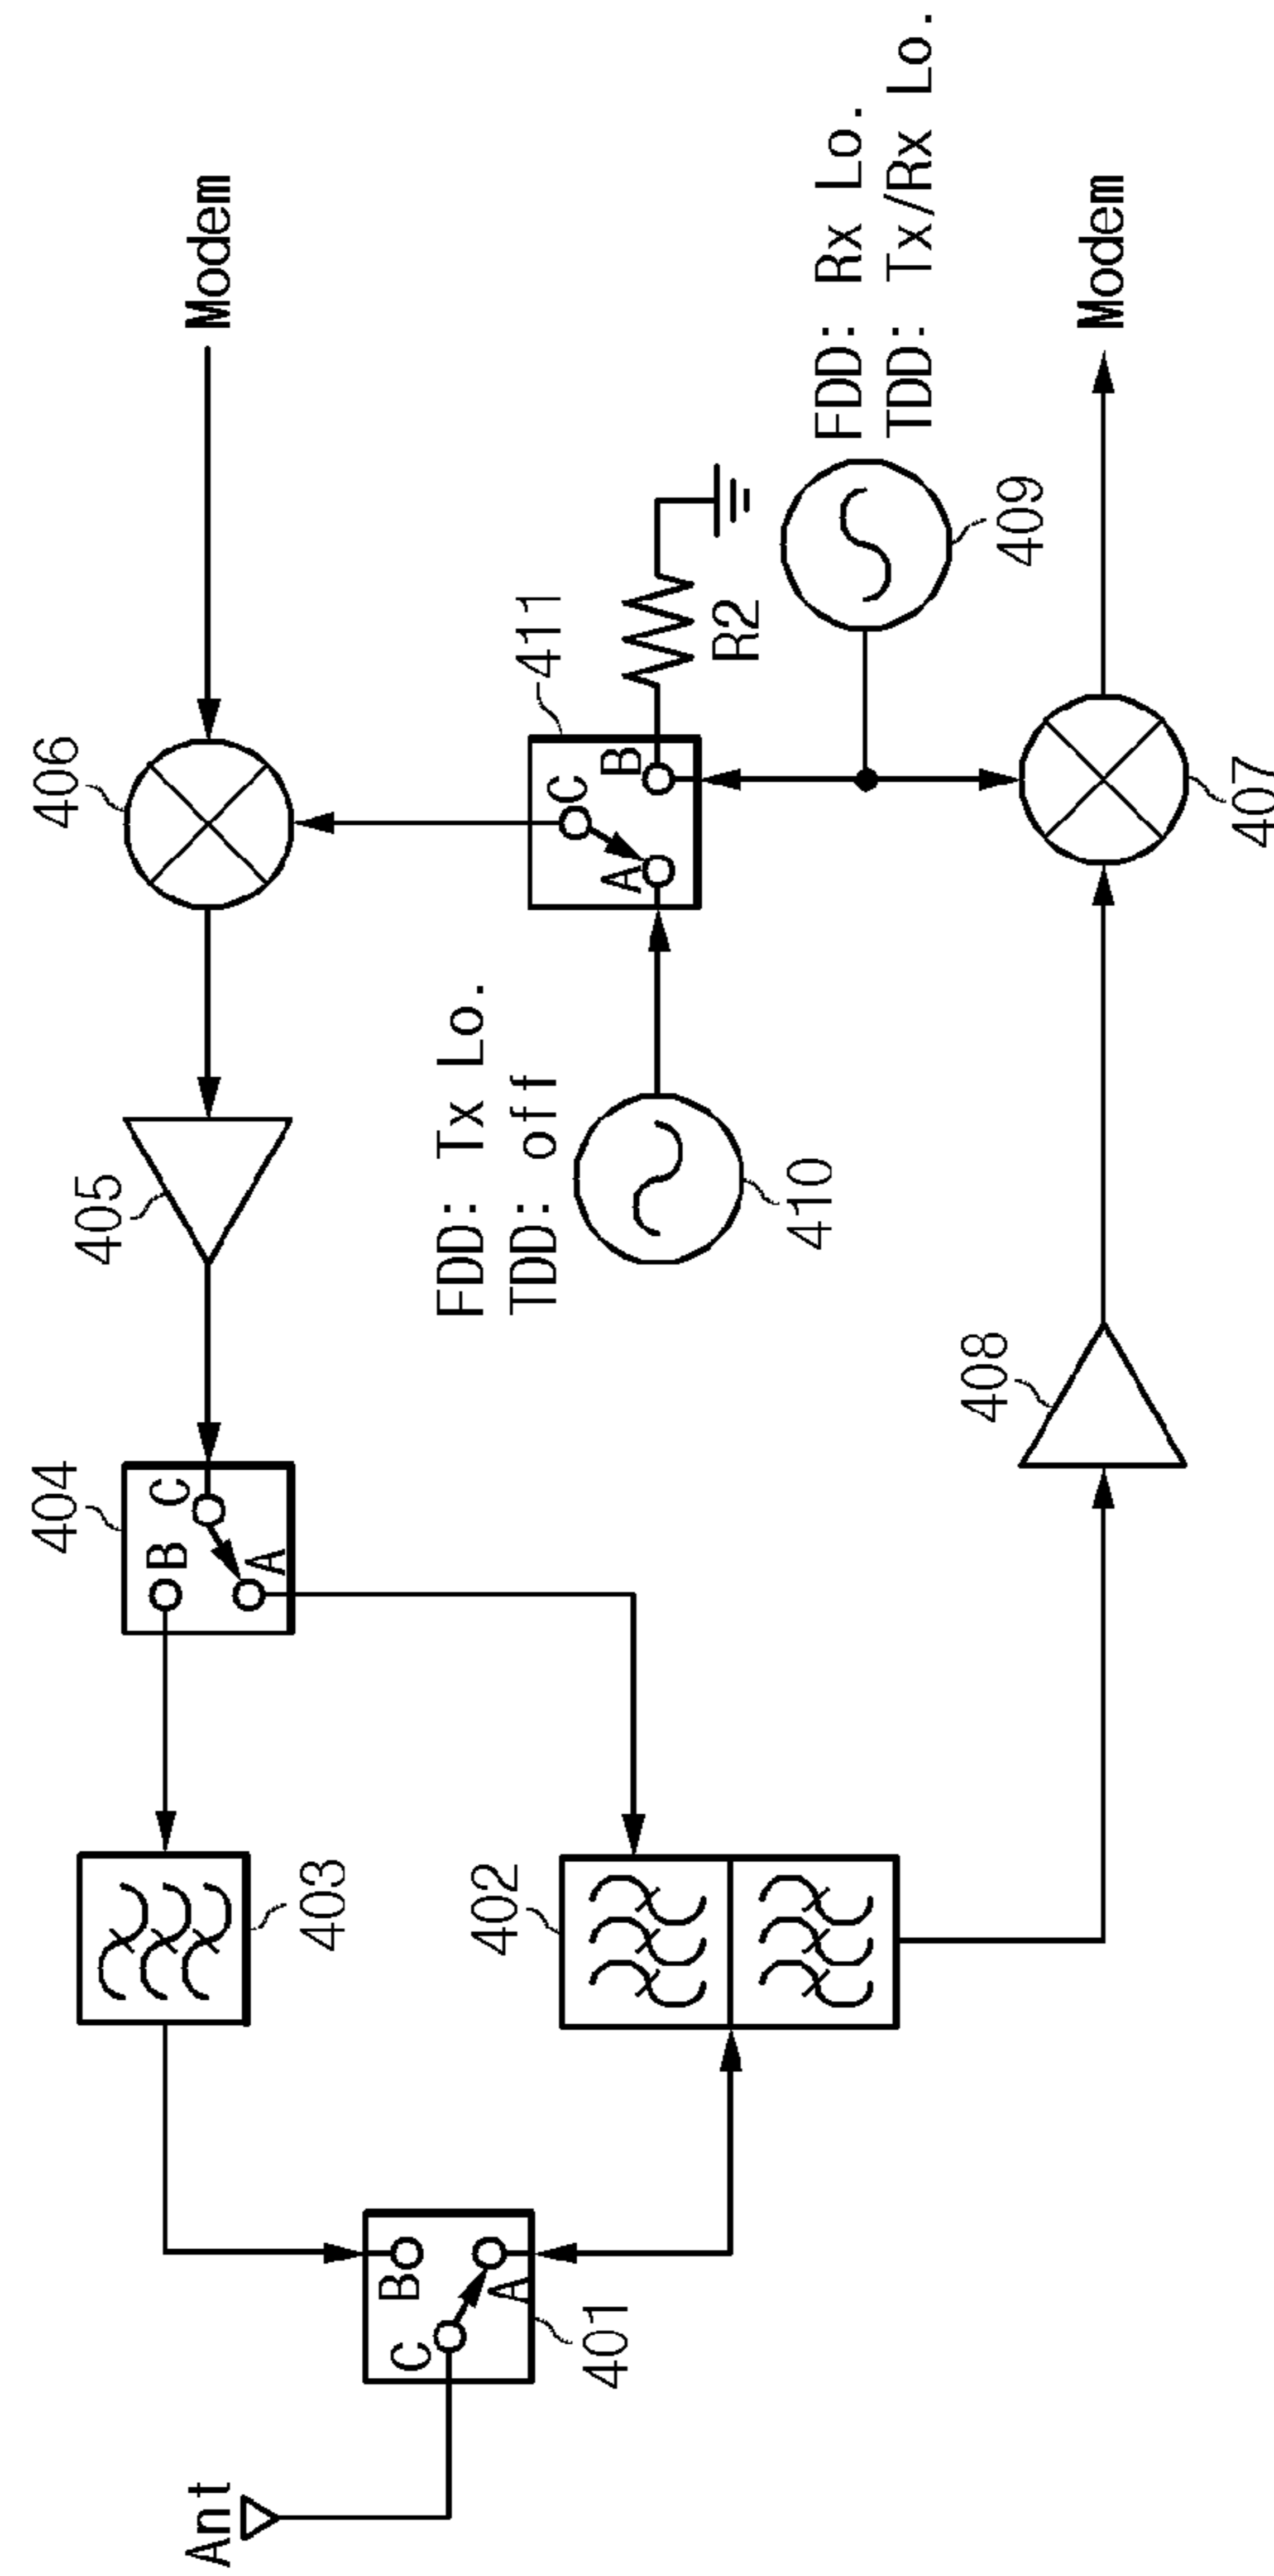 Ant
C
B
A
401
403
402
B
C
A
404
405
406
Modem
FDD: Tx Lo.
TDD: off
410
A
C
B
411
R2
FDD: Rx Lo.
TDD: Tx/Rx Lo.
409
408
407
Modem